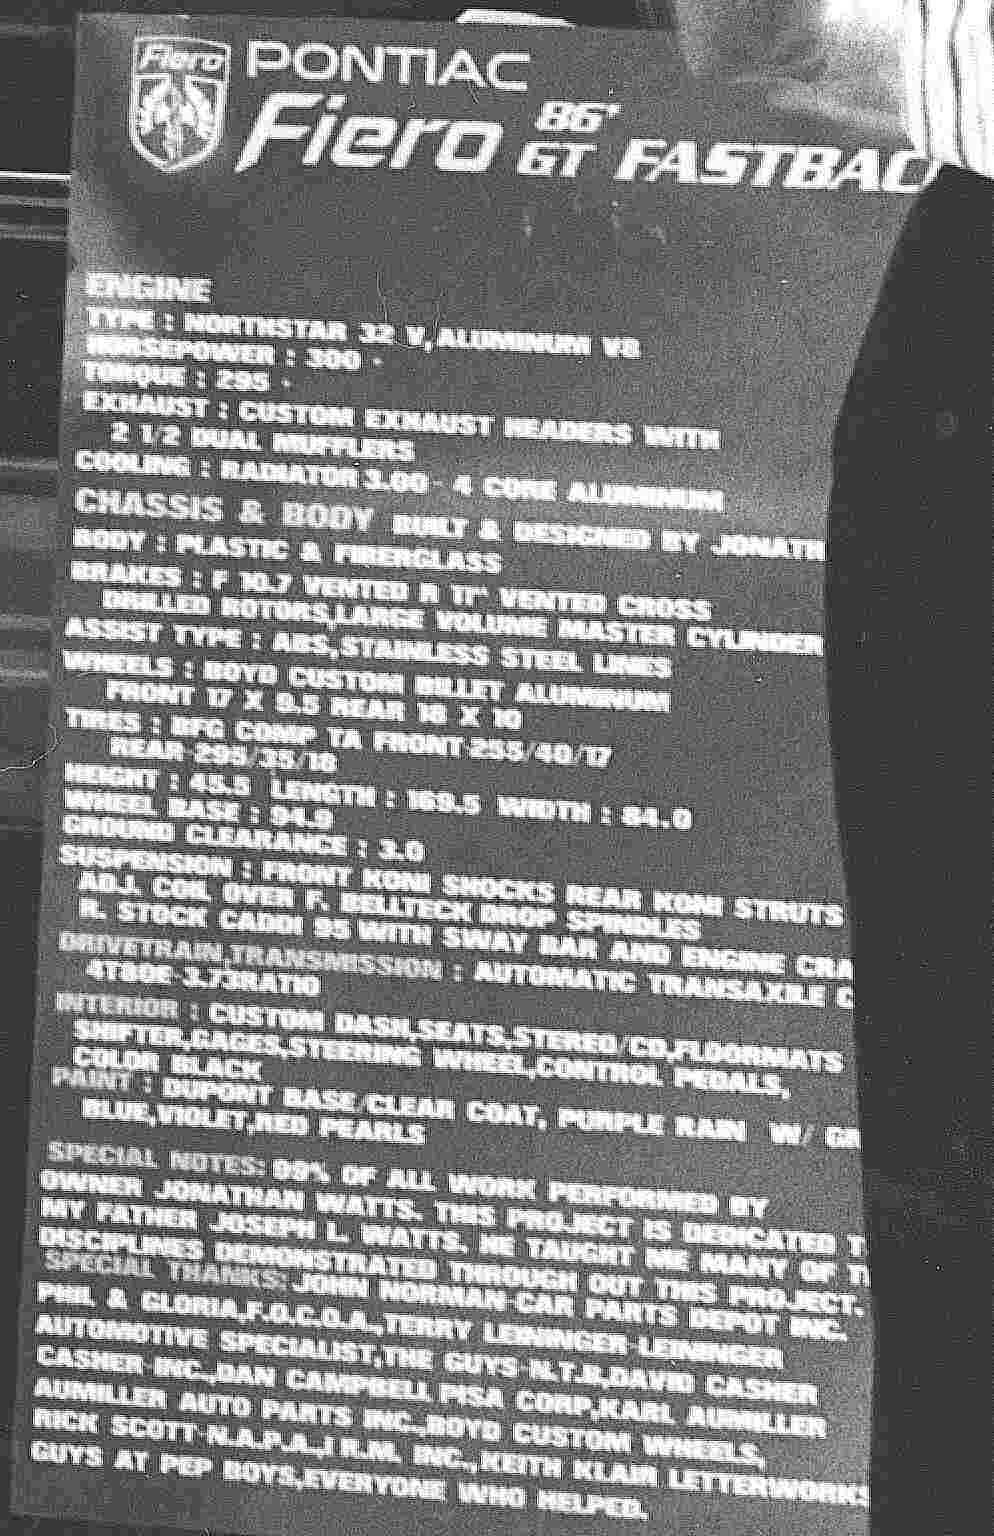 Fiero PONTIAC
Fiero 86' GT FASTBAC
ENGINE
TYPE : NORTHSTAR 32 V, ALUMINUM V8
HORSEPOWER : 300 -
TORQUE : 295 -
EXHAUST : CUSTOM EXHAUST HEADERS WITH
2 1/2 DUAL MUFFLERS
COOLING : RADIATOR 3.00 - 4 CORE ALUMINUM
CHASSIS & BODY BUILT & DESIGNED BY JONATH
BODY : PLASTIC & FIBERGLASS
BRAKES : F 10.7 VENTED R 11" VENTED CROSS
DRILLED ROTORS,LARGE VOLUME MASTER CYLINDER
ASSIST TYPE : ABS,STAINLESS STEEL LINES
WHEELS : BOYD CUSTOM BILLET ALUMINUM
FRONT 17 X 9.5 REAR 18 X 10
TIRES : BFG COMP TA FRONT-255/40/17
REAR-295/35/18
HEIGHT : 45.5 LENGTH : 169.5 WIDTH : 84.0
WHEEL BASE : 94.9
GROUND CLEARANCE : 3.0
SUSPENSION : FRONT KONI SHOCKS REAR KONI STRUTS
ADJ. COIL OVER F. BELLTECK DROP SPINDLES
R. STOCK CADDI 95 WITH SWAY BAR AND ENGINE CRA
DRIVETRAIN,TRANSMISSION : AUTOMATIC TRANSAXLE C
4T80E-3.73RATIO
INTERIOR : CUSTOM DASH,SEATS,STEREO/CD,FLOORMATS
SHIFTER,GAGES,STEERING WHEEL,CONTROL PEDALS,
COLOR BLACK
PAINT : DUPONT BASE/CLEAR COAT, PURPLE RAIN W/ GR
BLUE,VIOLET,RED PEARLS
SPECIAL NOTES: 99% OF ALL WORK PERFORMED BY
OWNER JONATHAN WATTS. THIS PROJECT IS DEDICATED T
MY FATHER JOSEPH L. WATTS. HE TAUGHT ME MANY OF TH
DISCIPLINES DEMONSTRATED THROUGH OUT THIS PROJECT.
SPECIAL THANKS: JOHN NORMAN-CAR PARTS DEPOT INC.
PHIL & GLORIA,F.O.C.O.A.,TERRY LEININGER-LEININGER
AUTOMOTIVE SPECIALIST,THE GUYS-N.T.B,DAVID CASNER
CASNER INC.,DAN CAMPBELL PISA CORP,KARL AUMILLER
AUMILLER AUTO PARTS INC.,BOYD CUSTOM WHEELS,
RICK SCOTT-N.A.P.A.,I.R.M. INC.,KEITH KLAIR LETTERWORKS
GUYS AT PEP BOYS,EVERYONE WHO HELPED.